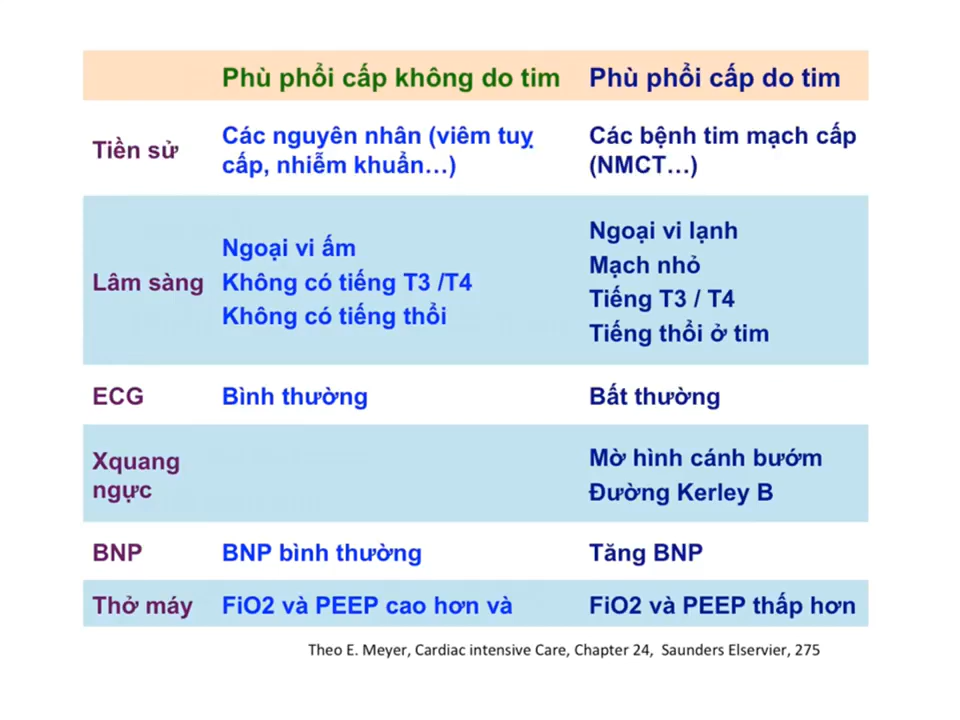 Phù phổi cấp không do tim
Phù phổi cấp do tim
Tiền sử
Các nguyên nhân (viêm tuỵ
cấp, nhiễm khuẩn…)
Các bệnh tim mạch cấp
(NMCT…)
Lâm sàng
Ngoại vi ấm
Không có tiếng T3 /T4
Không có tiếng thổi
Ngoại vi lạnh
Mạch nhỏ
Tiếng T3 / T4
Tiếng thổi ở tim
ECG
Bình thường
Bất thường
Xquang
ngực
Mờ hình cánh bướm
Đường Kerley B
BNP
BNP bình thường
Tăng BNP
Thở máy
FiO2 và PEEP cao hơn và
FiO2 và PEEP thấp hơn
Theo E. Meyer, Cardiac intensive Care, Chapter 24, Saunders Elservier, 275